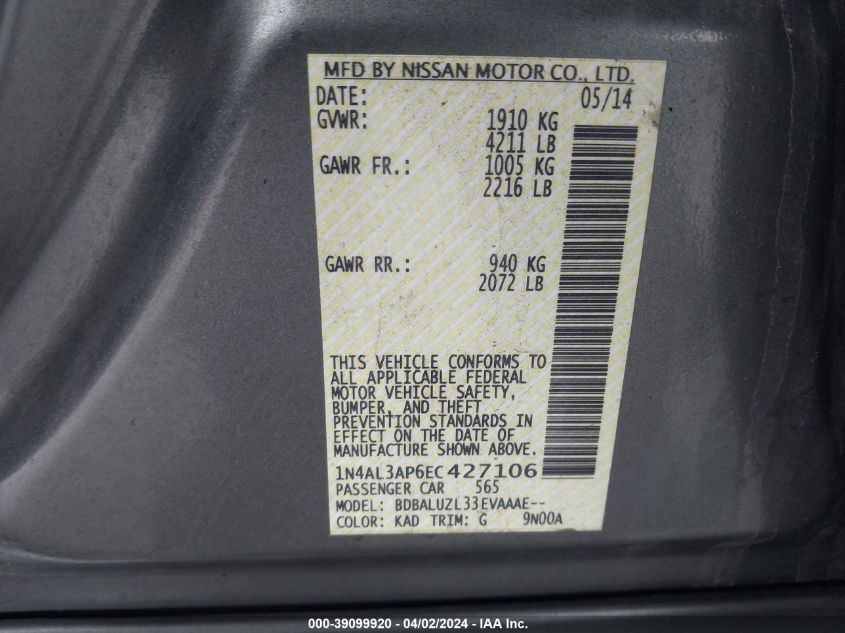 MFD BY NISSAN MOTOR CO., LTD.
DATE: 05/14
GVWR: 1910 KG
4211 LB
GAWR FR.: 1005 KG
2216 LB
GAWR RR.: 940 KG
2072 LB
THIS VEHICLE CONFORMS TO
ALL APPLICABLE FEDERAL
MOTOR VEHICLE SAFETY,
BUMPER, AND THEFT
PREVENTION STANDARDS IN
EFFECT ON THE DATE OF
MANUFACTURE SHOWN ABOVE.
1N4AL3AP6EC427106
PASSENGER CAR 565
MODEL: BDBALUZL33EVAAAE--
COLOR: KAD TRIM: G 9N00A
000-39099920 - 04/02/2024 - IAA Inc.